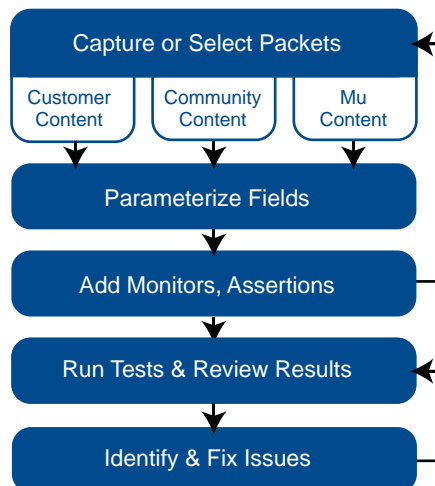 Capture or Select Packets
Customer
Content
Community
Content
Mu
Content
Parameterize Fields
Add Monitors, Assertions
Run Tests & Review Results
Identify & Fix Issues